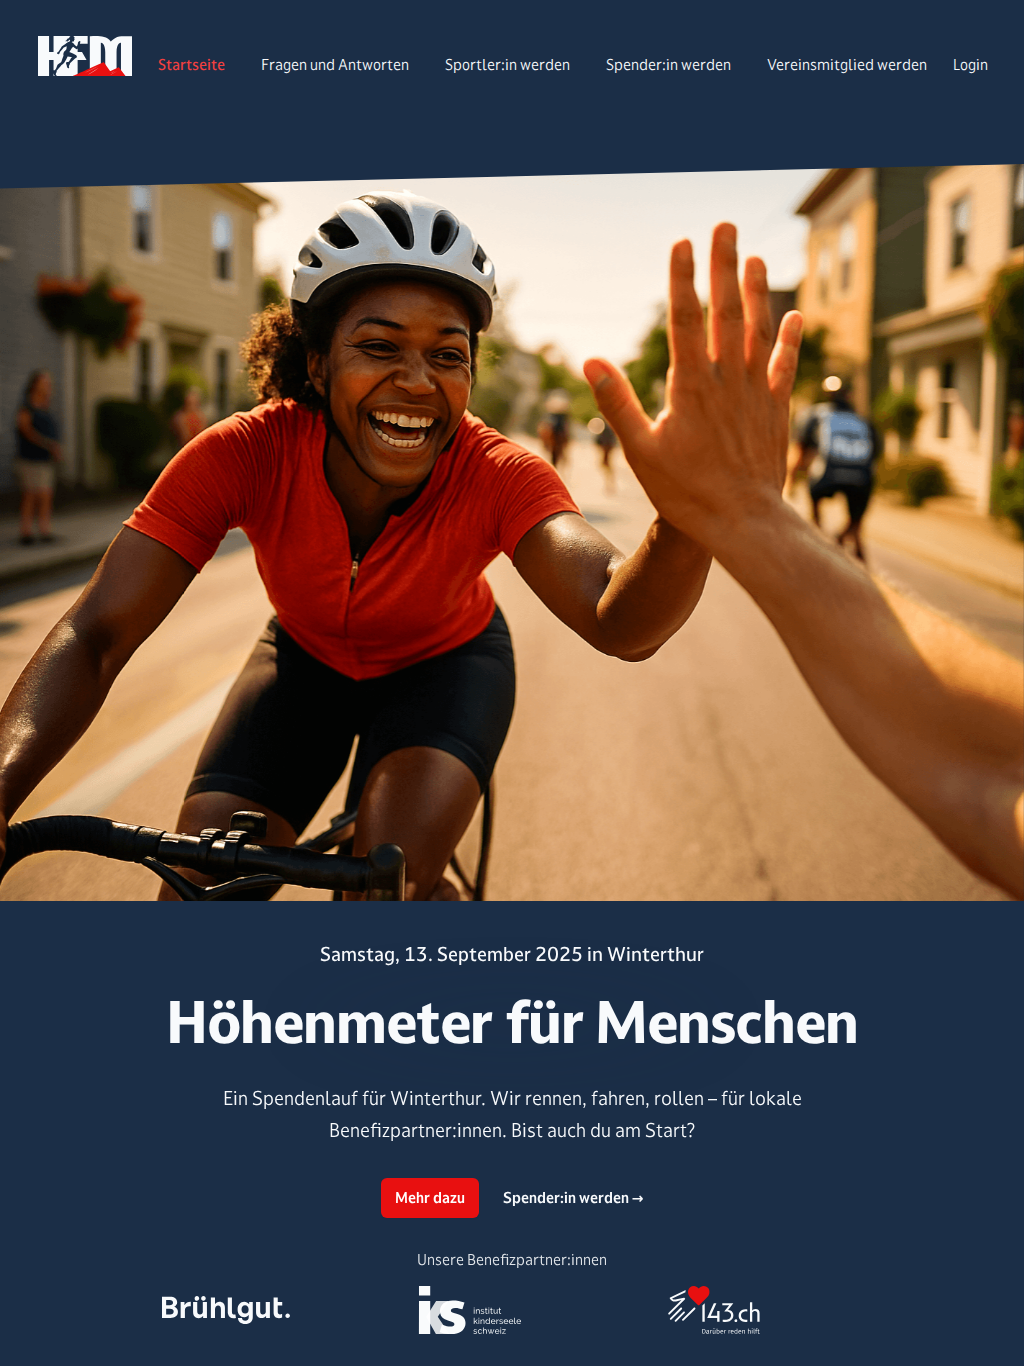 HFM
Startseite
Fragen und Antworten
Sportler:in werden
Spender:in werden
Vereinsmitglied werden
Login
Samstag, 13. September 2025 in Winterthur
Höhenmeter für Menschen
Ein Spendenlauf für Winterthur. Wir rennen, fahren, rollen – für lokale
Benefizpartner:innen. Bist auch du am Start?
Mehr dazu
Spender:in werden →
Unsere Benefizpartner:innen
Brühlgut.
iks
institut
kinderseele
schweiz
143.ch
Darüber reden hilft